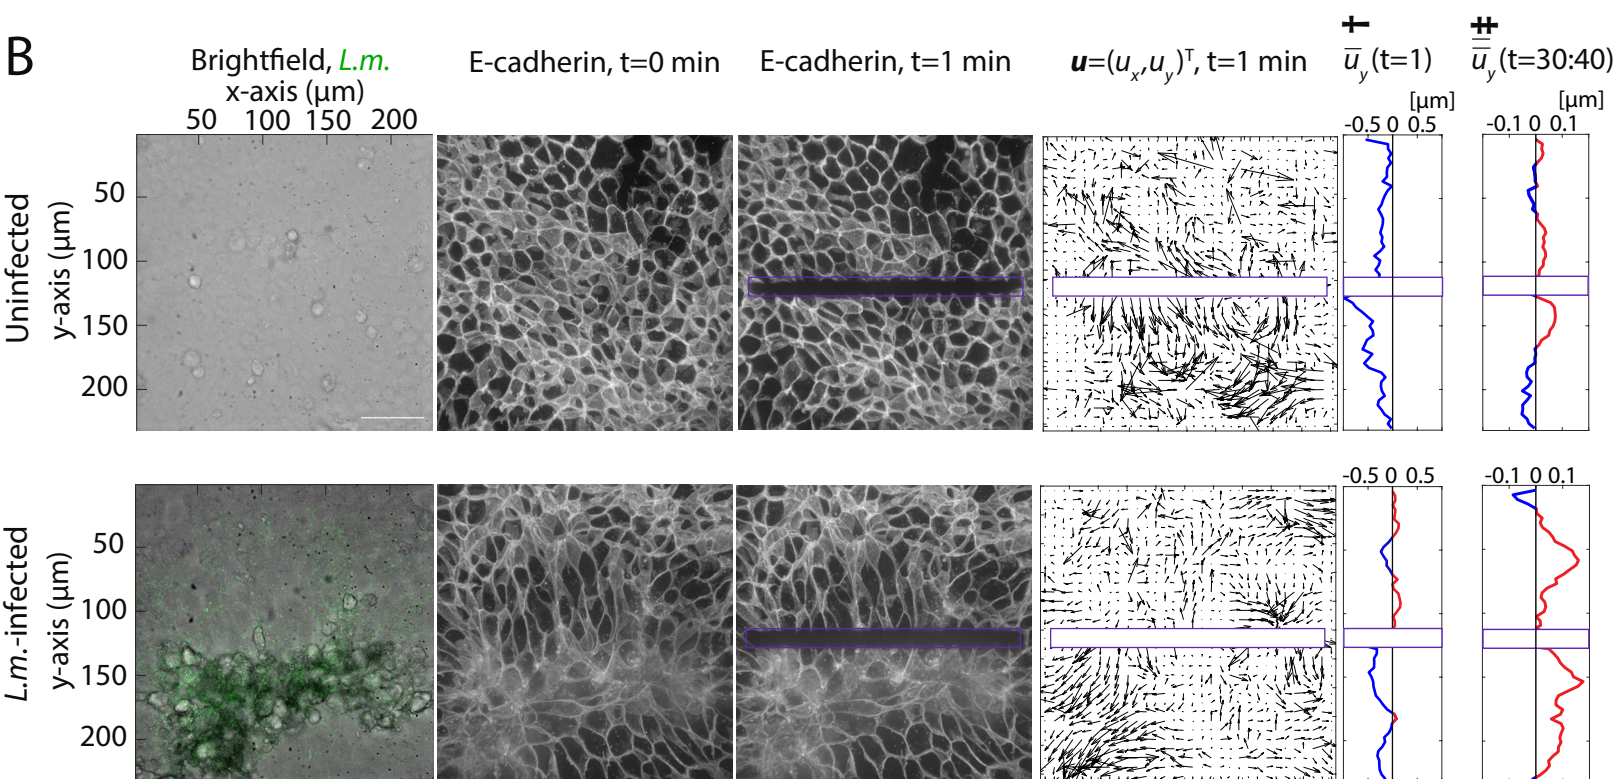 B
Brightfield, L.m.
x-axis (µm)
50 100 150 200
E-cadherin, t=0 min
E-cadherin, t=1 min
u=(ux,uy)T, t=1 min
‡
uy(t=1)
[µm]
-0.5 0 0.5
uy(t=30:40)
[µm]
-0.1 0 0.1
Uninfected
y-axis (µm)
50
100
150
200
-0.5 0 0.5
-0.1 0 0.1
L.m.-infected
y-axis (µm)
50
100
150
200